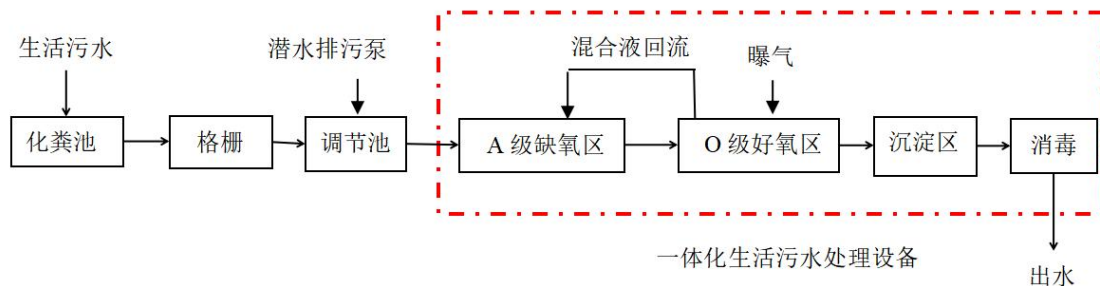 生活污水
潜水排污泵
混合液回流
曝气
化粪池
格栅
调节池
A 级缺氧区
O 级好氧区
沉淀区
消毒
一体化生活污水处理设备
出水